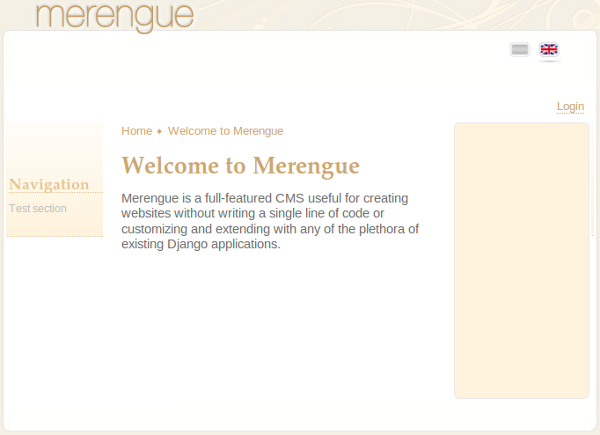 merengue
Login
Home ✦ Welcome to Merengue
Navigation
Test section
Welcome to Merengue
Merengue is a full-featured CMS useful for creating
websites without writing a single line of code or
customizing and extending with any of the plethora of
existing Django applications.